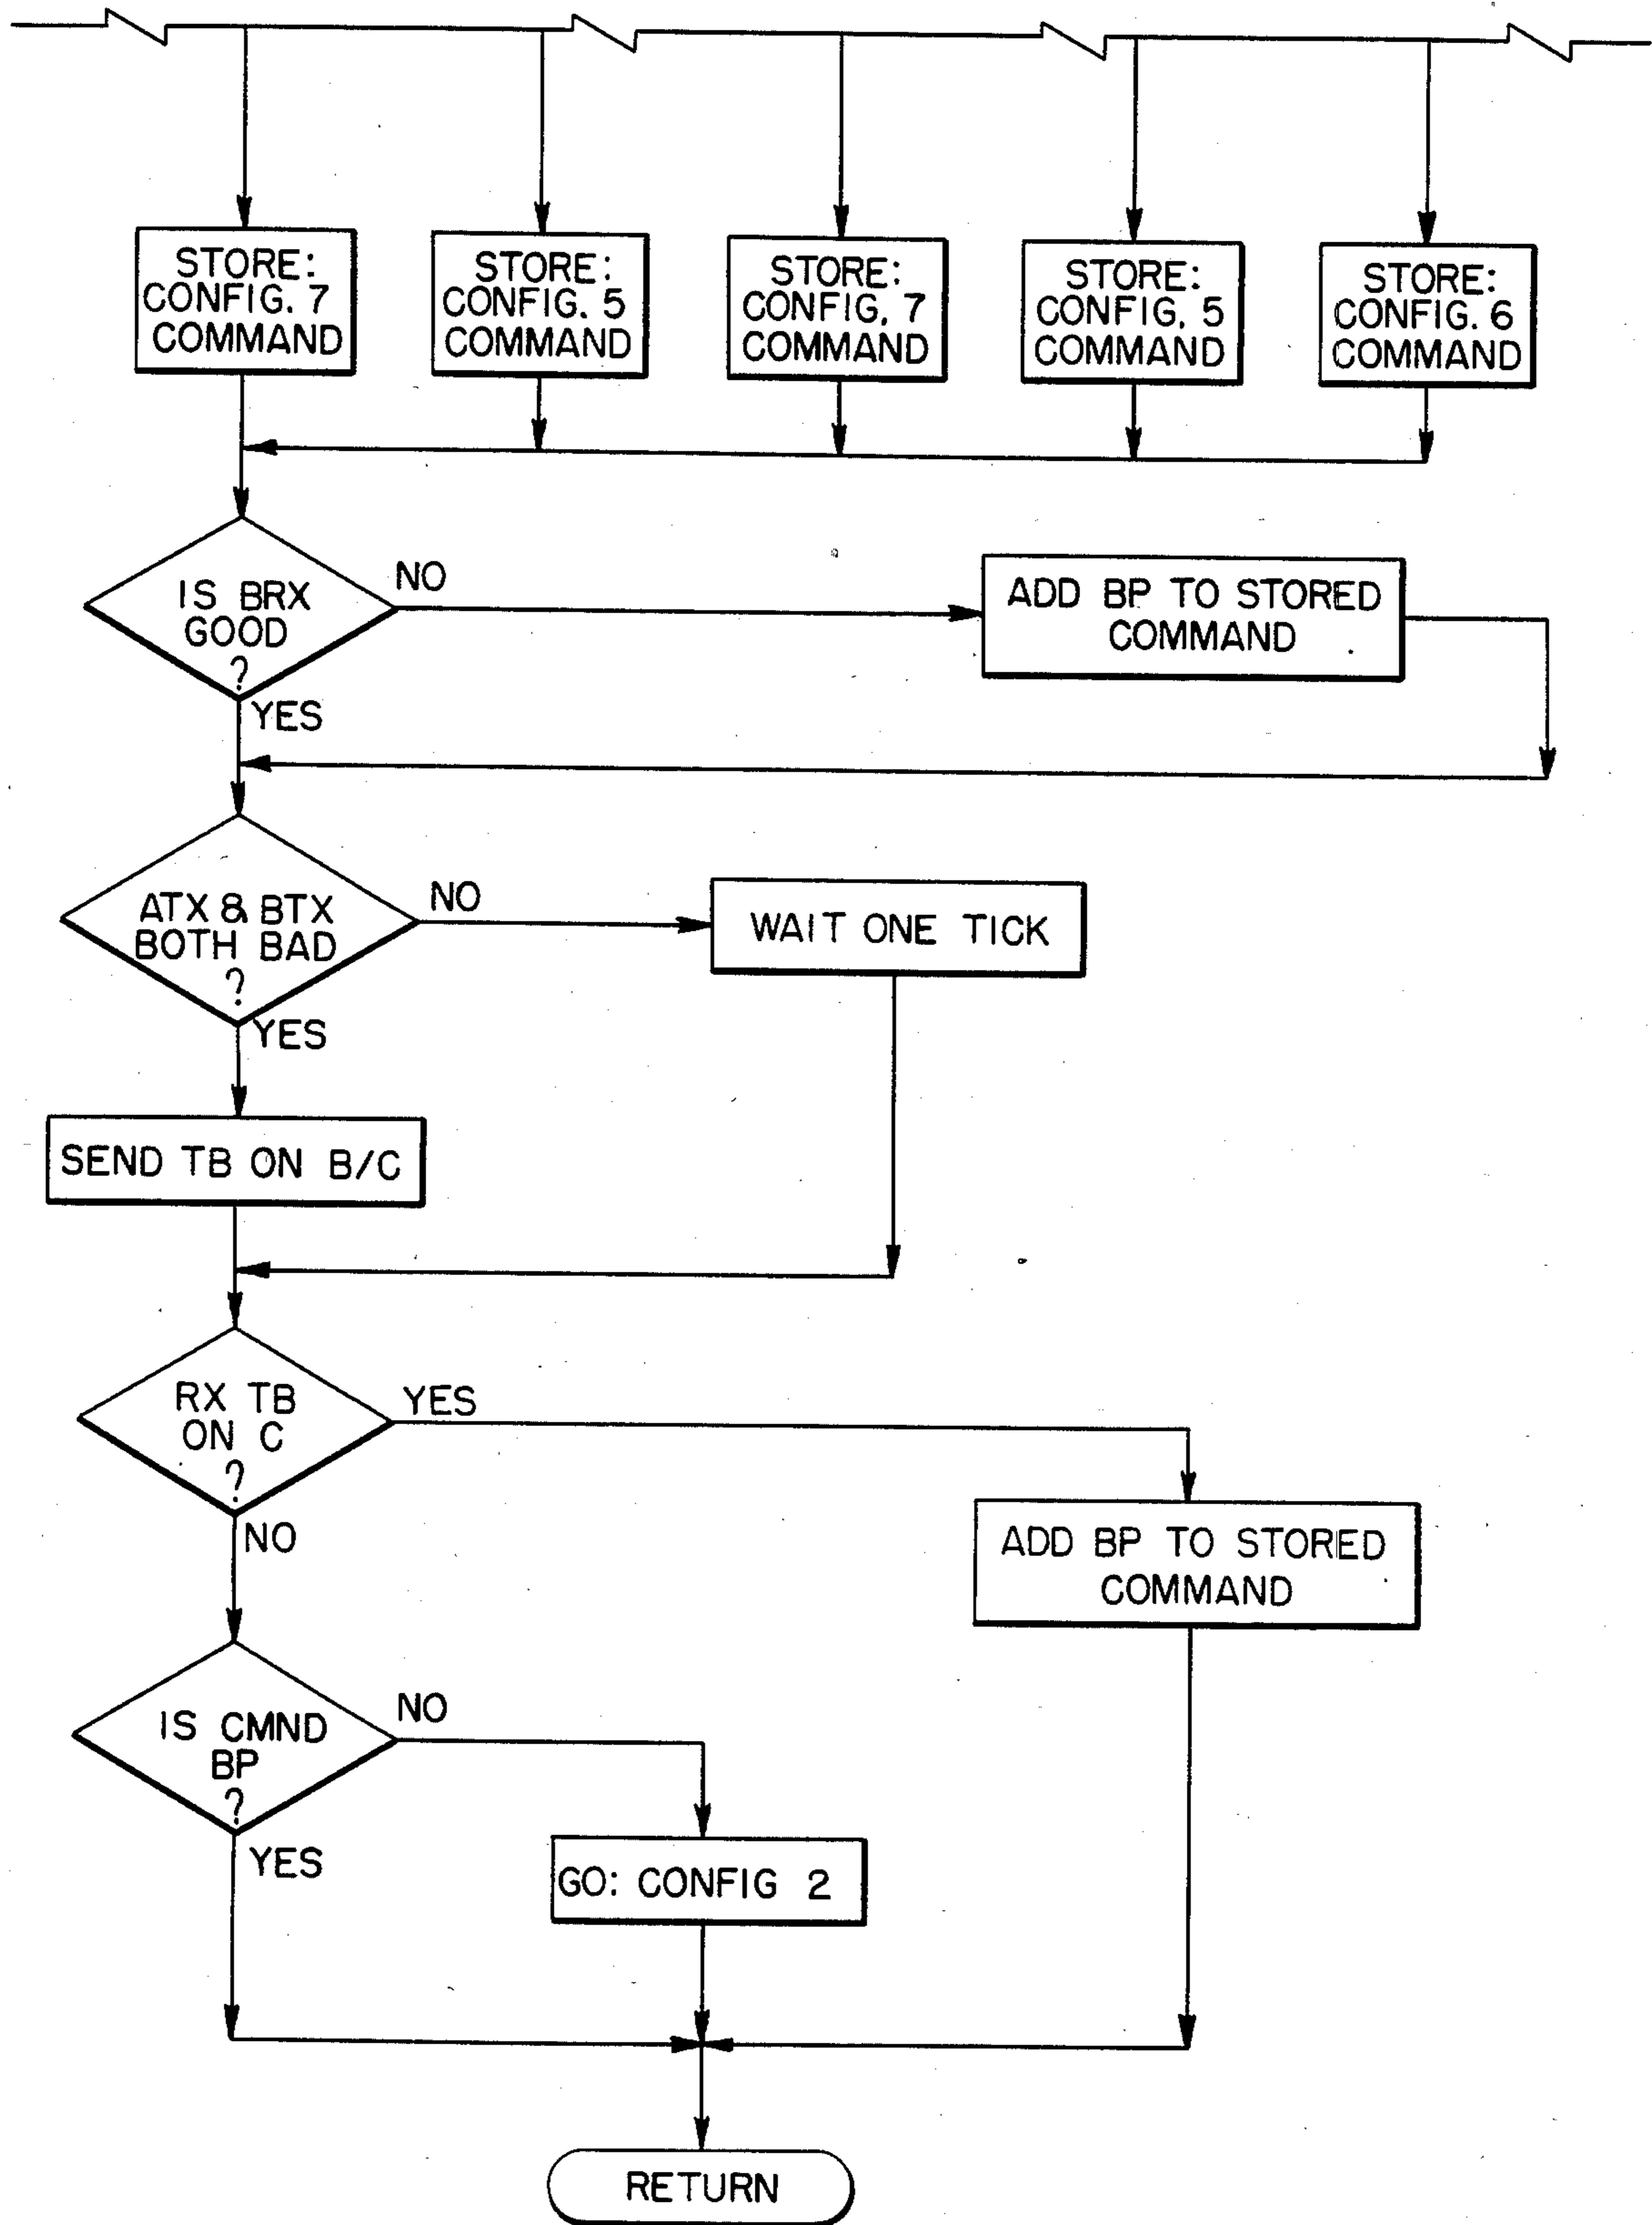 STORE:
CONFIG. 7
COMMAND
STORE:
CONFIG. 5
COMMAND
STORE:
CONFIG. 7
COMMAND
STORE:
CONFIG. 5
COMMAND
STORE:
CONFIG. 6
COMMAND
IS BRX
GOOD
?
NO
YES
ADD BP TO STORED
COMMAND
ATX & BTX
BOTH BAD
?
NO
YES
WAIT ONE TICK
SEND TB ON B/C
RX TB
ON C
?
YES
NO
ADD BP TO STORED
COMMAND
IS CMND
BP
?
NO
YES
GO: CONFIG 2
RETURN